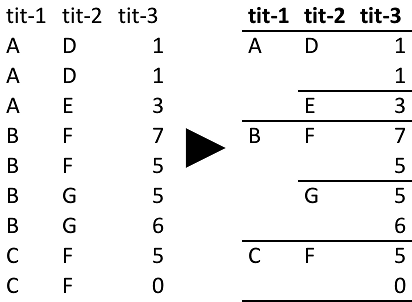 tit-1 tit-2 tit-3 tit-1 tit-2 tit-3
A D 1 A D 1
A D 1 1
A E 3 E 3
B F 7 B F 7
B F 5 5
B G 5 G 5
B G 6 6
C F 5 C F 5
C F 0 0